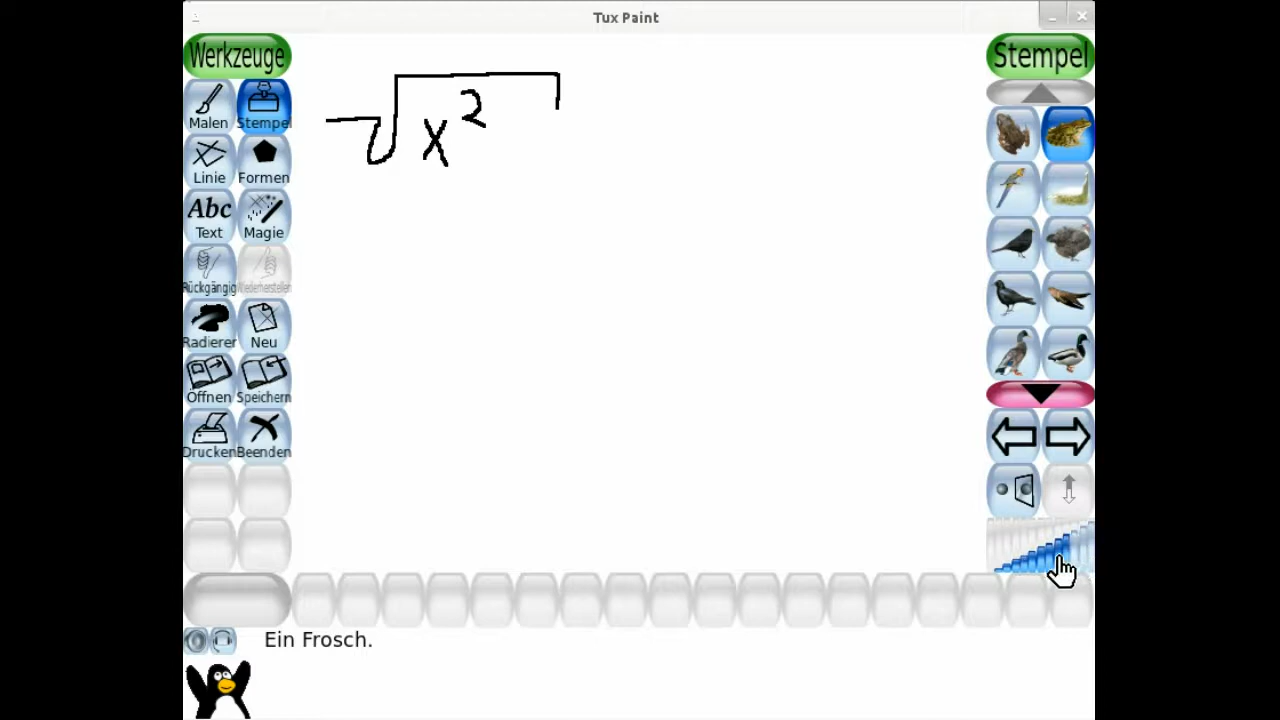 Tux Paint
Werkzeuge
Stempel
Malen
Stempel
Linie
Formen
Abc
Text
Magie
Rückgängig
Wiederherstellen
Radierer
Neu
Öffnen
Speichern
Drucken
Beenden
√x²
Ein Frosch.